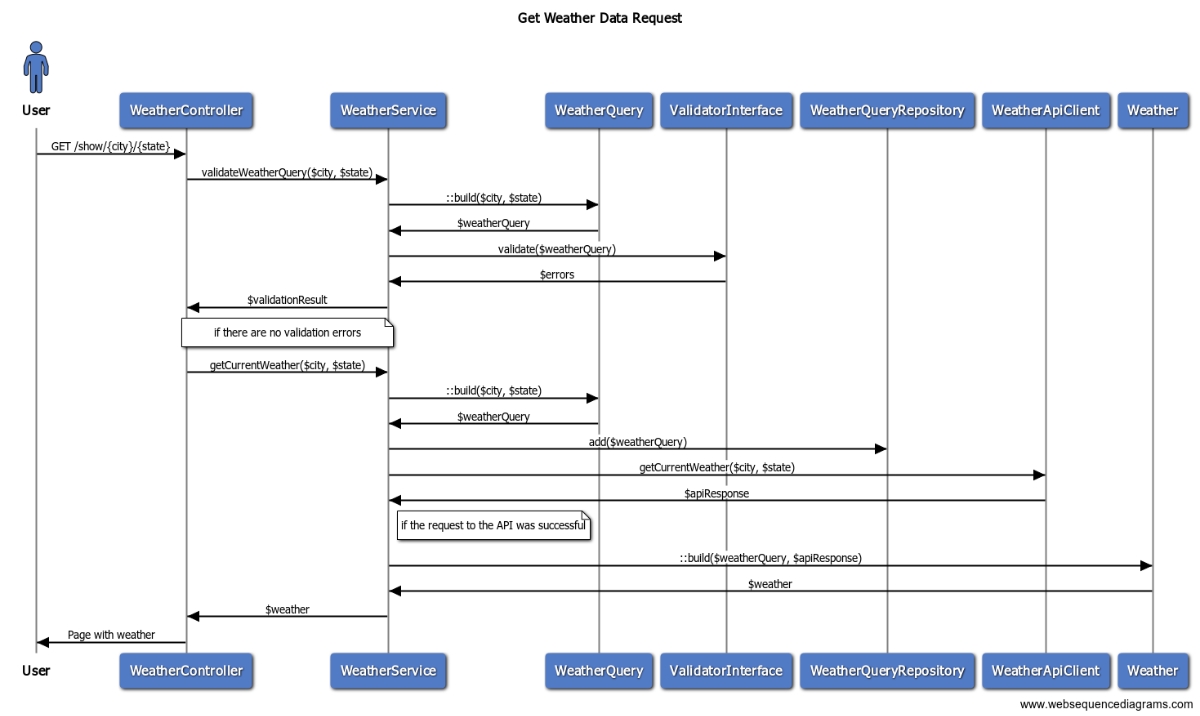 Get Weather Data Request
User
WeatherController
WeatherService
WeatherQuery
ValidatorInterface
WeatherQueryRepository
WeatherApiClient
Weather
GET /show/{city}/{state}
validateWeatherQuery($city, $state)
::build($city, $state)
$weatherQuery
validate($weatherQuery)
$errors
$validationResult
if there are no validation errors
getCurrentWeather($city, $state)
::build($city, $state)
$weatherQuery
add($weatherQuery)
getCurrentWeather($city, $state)
$apiResponse
if the request to the API was successful
::build($weatherQuery, $apiResponse)
$weather
$weather
Page with weather
User
WeatherController
WeatherService
WeatherQuery
ValidatorInterface
WeatherQueryRepository
WeatherApiClient
Weather
www.websequencediagrams.com